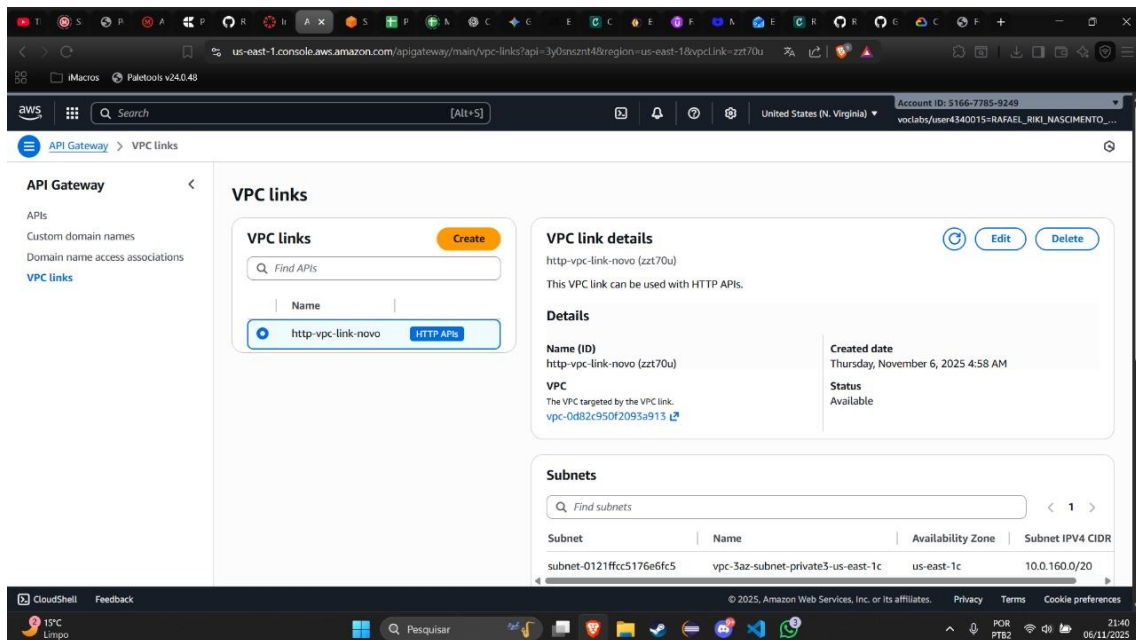 us-east-1.console.aws.amazon.com/apigateway/main/vpc-links?api=3y0snsznt4&region=us-east-1&vpcLink=zzt70u
iMacros
Paletools v24.0.48
aws
Search
[Alt+S]
United States (N. Virginia)
Account ID: 5166-7785-9249
voclabs/user4340015=RAFAEL_RIKI_NASCIMENTO_...
API Gateway > VPC links
API Gateway
APIs
Custom domain names
Domain name access associations
VPC links
VPC links
VPC links
Create
Find APIs
Name
http-vpc-link-novo
HTTP APIs
VPC link details
Edit
Delete
http-vpc-link-novo (zzt70u)
This VPC link can be used with HTTP APIs.
Details
Name (ID)
http-vpc-link-novo (zzt70u)
Created date
Thursday, November 6, 2025 4:58 AM
VPC
The VPC targeted by the VPC link.
vpc-0d82c950f2093a913
Status
Available
Subnets
Find subnets
1
Subnet
Name
Availability Zone
Subnet IPV4 CIDR
subnet-0121ffcc5176e6fc5
vpc-3az-subnet-private3-us-east-1c
us-east-1c
10.0.160.0/20
CloudShell
Feedback
© 2025, Amazon Web Services, Inc. or its affiliates.
Privacy
Terms
Cookie preferences
15°C
Limpo
Pesquisar
POR
PTB2
21:40
06/11/2025